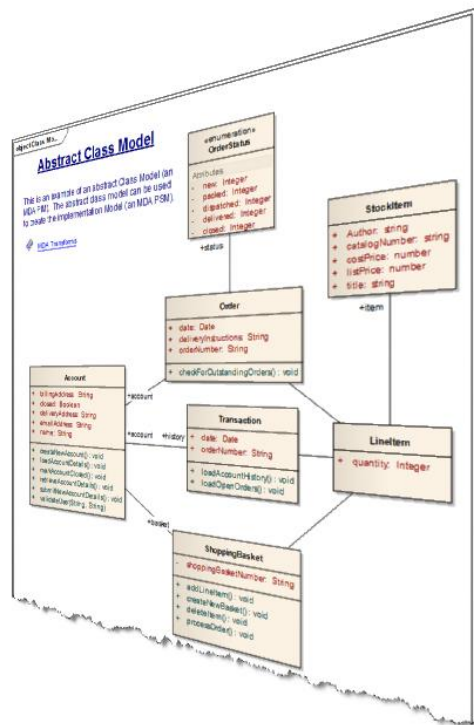 object Class Mo...
Abstract Class Model
This is an example of an abstract Class Model (an
MDA PIM). The abstract class model can be used
to create the implementation Model (an MDA PSM).
MDA Transforms
«enumeration»
OrderStatus
Attributes
- new: Integer
- packed: Integer
- dispatched: Integer
- delivered: Integer
- closed: Integer
+status
StockItem
+ Author: string
+ catalogNumber: string
+ costPrice: number
+ listPrice: number
+ title: string
+item
Order
+ date: Date
+ deliveryInstructions: String
+ orderNumber: String
+ checkForOutstandingOrders() : void
Account
+ billingAddress: String
+ closed: Boolean
+ deliveryAddress: String
+ emailAddress: String
+ name: String
+ createNewAccount() : void
+ loadAccountDetails() : void
+ markAccountClosed() : void
+ retrieveAccountDetails() : void
+ submitNewAccountDetails() : void
+ validateUser(String, String)
+account
+account
+history
Transaction
+ date: Date
+ orderNumber: String
+ loadAccountHistory() : void
+ loadOpenOrders() : void
LineItem
+ quantity: Integer
+basket
ShoppingBasket
- shoppingBasketNumber: String
+ addLineItem() : void
+ createNewBasket() : void
+ deleteItem() : void
+ processOrder() : void